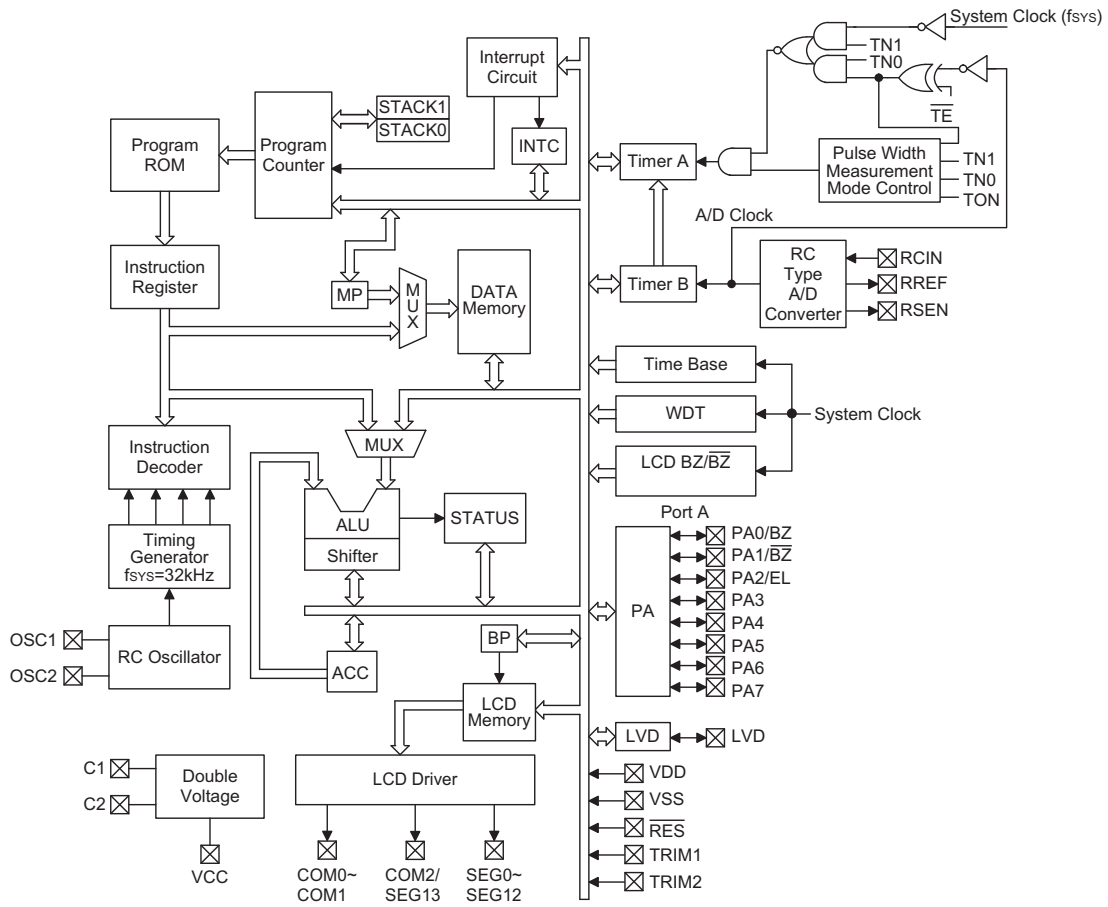 System Clock (fSYS)
TN1
TN0
TE
Interrupt
Circuit
STACK1
STACK0
INTC
Program
ROM
Program
Counter
Timer A
Pulse Width
Measurement
Mode Control
TN1
TN0
TON
A/D Clock
Instruction
Register
MP
MUX
DATA
Memory
Timer B
RC
Type
A/D
Converter
RCIN
RREF
RSEN
Time Base
WDT
LCD BZ/BZ
System Clock
MUX
Instruction
Decoder
ALU
Shifter
STATUS
Timing
Generator
fSYS=32kHz
Port A
PA
PA0/BZ
PA1/BZ
PA2/EL
PA3
PA4
PA5
PA6
PA7
OSC1
OSC2
RC Oscillator
ACC
BP
LCD
Memory
LVD
LVD
C1
C2
Double
Voltage
VCC
LCD Driver
COM0~
COM1
COM2/
SEG13
SEG0~
SEG12
VDD
VSS
RES
TRIM1
TRIM2